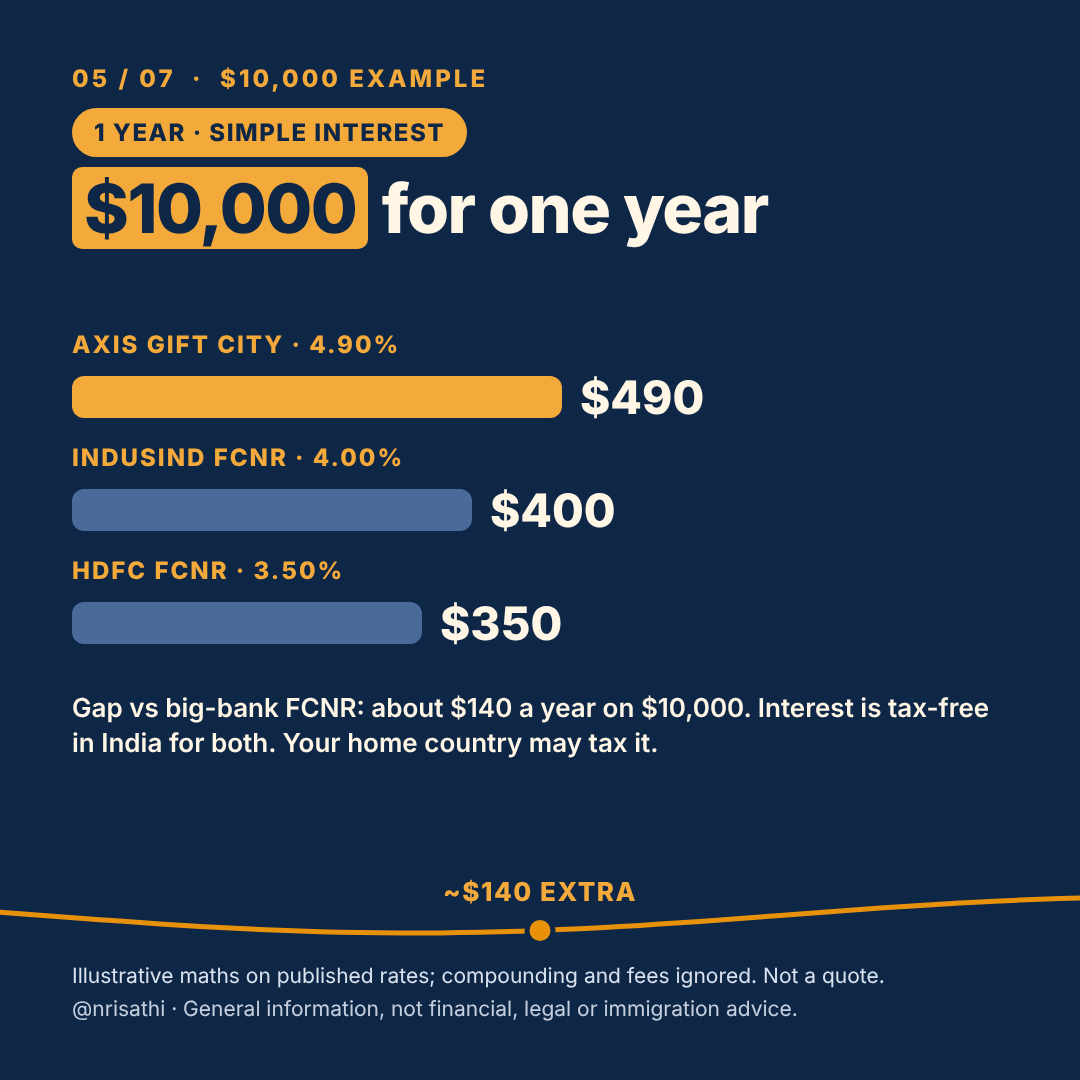 05 / 07 · $10,000 EXAMPLE
1 YEAR · SIMPLE INTEREST
$10,000 for one year
AXIS GIFT CITY · 4.90%
$490
INDUSIND FCNR · 4.00%
$400
HDFC FCNR · 3.50%
$350
Gap vs big-bank FCNR: about $140 a year on $10,000. Interest is tax-free
in India for both. Your home country may tax it.
~$140 EXTRA
Illustrative maths on published rates; compounding and fees ignored. Not a quote.
@nrisathi · General information, not financial, legal or immigration advice.